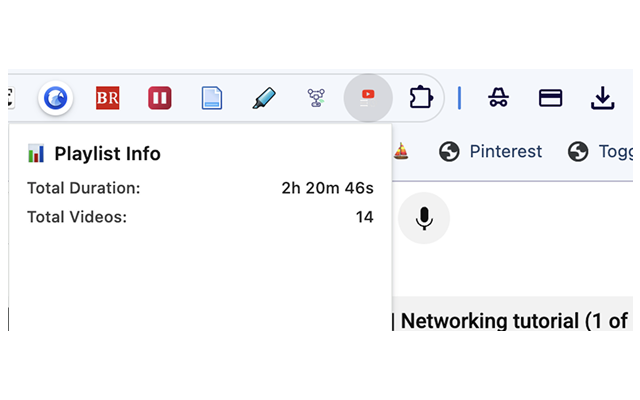 BR
Playlist Info
Pinterest
Togg
Total Duration: 2h 20m 46s
Total Videos: 14
| Networking tutorial (1 of